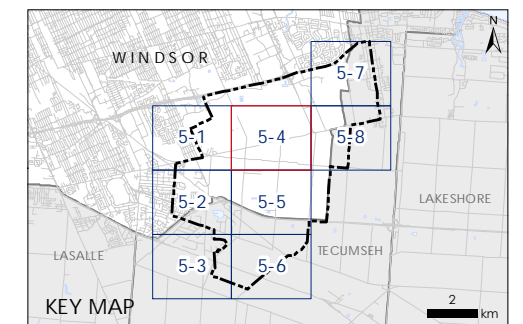 N
WINDSOR
5-7
5-1
5-4
5-8
5-2
5-5
LAKESHORE
LASALLE
TECUMSEH
5-3
5-6
KEY MAP
2
km